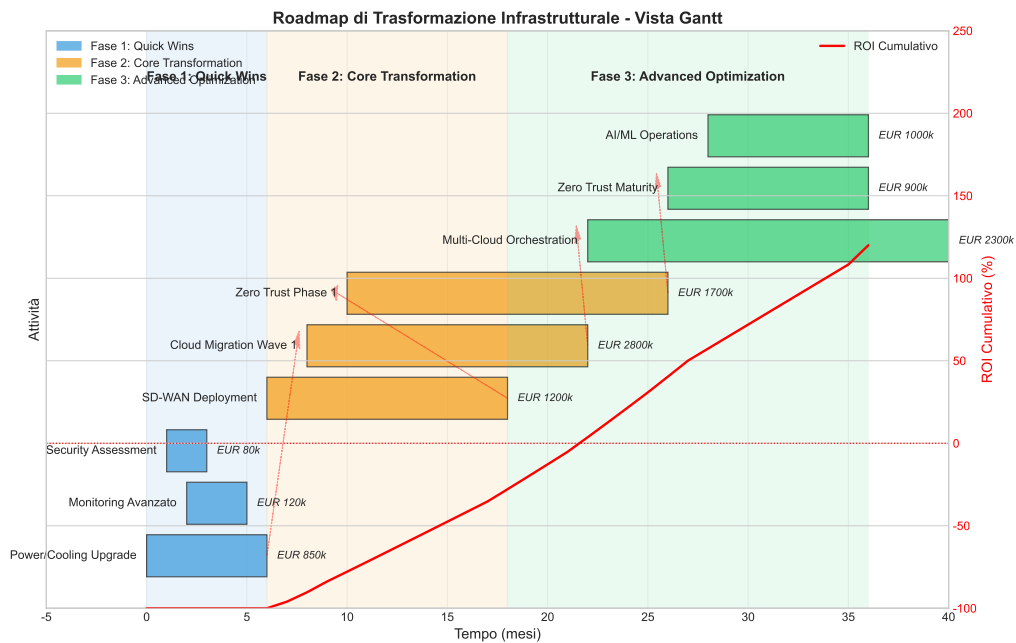 Roadmap di Trasformazione Infrastrutturale - Vista Gantt
Fase 1: Quick Wins
Fase 2: Core Transformation
Fase 3: Advanced Optimization
ROI Cumulativo
Fase 1: Quick Wins
Fase 2: Core Transformation
Fase 3: Advanced Optimization
AI/ML Operations
EUR 1000k
Zero Trust Maturity
EUR 900k
Multi-Cloud Orchestration
EUR 2300k
Zero Trust Phase 1
EUR 1700k
Cloud Migration Wave 1
EUR 2800k
SD-WAN Deployment
EUR 1200k
Security Assessment
EUR 80k
Monitoring Avanzato
EUR 120k
Power/Cooling Upgrade
EUR 850k
Attività
250
200
150
100
50
0
-50
-100
ROI Cumulativo (%)
-5
0
5
10
15
20
25
30
35
40
Tempo (mesi)